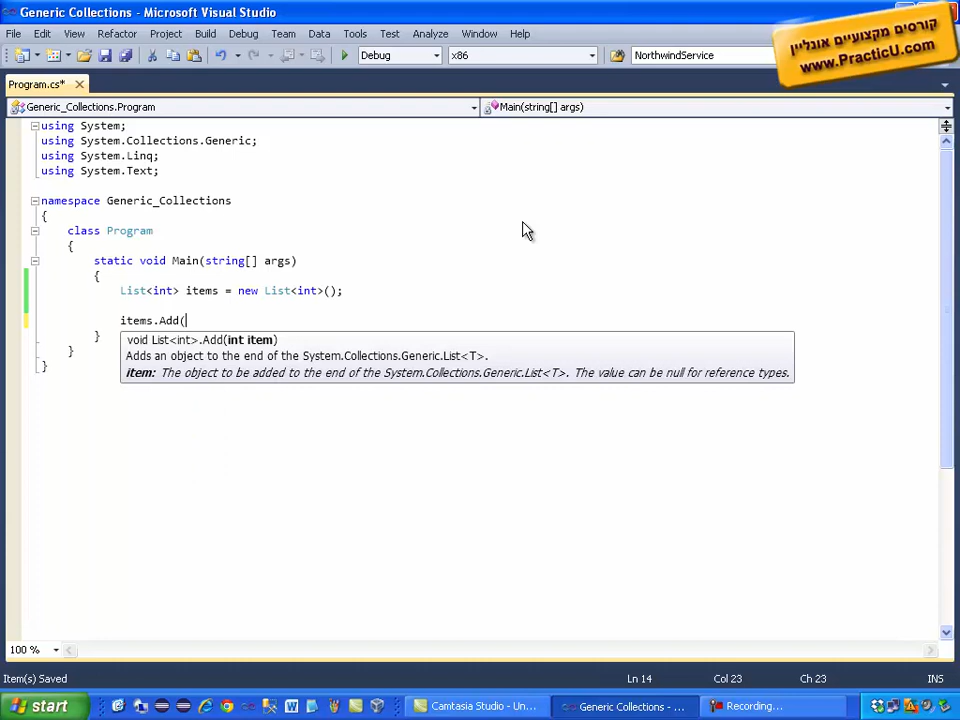 Generic Collections - Microsoft Visual Studio
קורסים מקצועיים אונליין
www.PracticU.com
File Edit View Refactor Project Build Debug Team Data Tools Test Analyze Window Help
Debug x86 NorthwindService
Program.cs*
Generic_Collections.Program Main(string[] args)
using System;
using System.Collections.Generic;
using System.Linq;
using System.Text;
namespace Generic_Collections
{
class Program
{
static void Main(string[] args)
{
List<int> items = new List<int>();
items.Add(
}
void List<int>.Add(int item)
Adds an object to the end of the System.Collections.Generic.List<T>.
item: The object to be added to the end of the System.Collections.Generic.List<T>. The value can be null for reference types.
}
}
100 %
Item(s) Saved Ln 14 Col 23 Ch 23 INS
start Camtasia Studio - Un... Generic Collections - ... Recording...